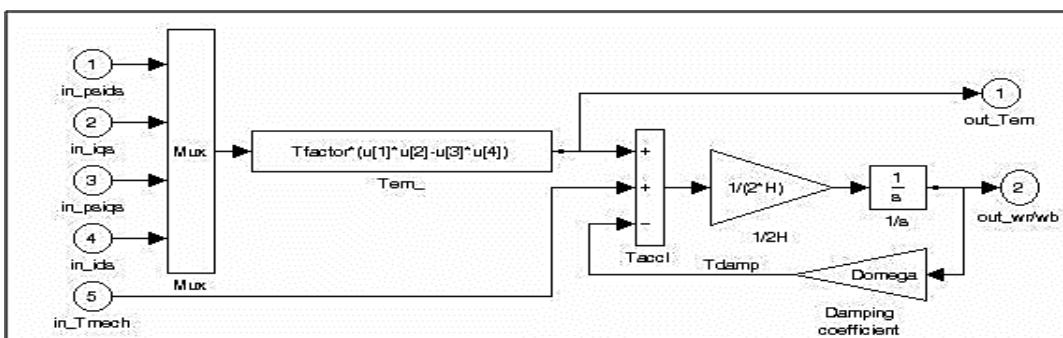 1
in_psids
2
in_iqs
3
in_psiqs
4
in_ids
5
in_Tmech
Mux
Mux
Tfactor*(u[1]*u[2]-u[3]*u[4])
Tem_
+
+
−
Taccl
1/(2*H)
1/2H
1
s
1/s
1
out_Tem
2
out_wr/wb
Tdamp
Domega
Damping
coefficient